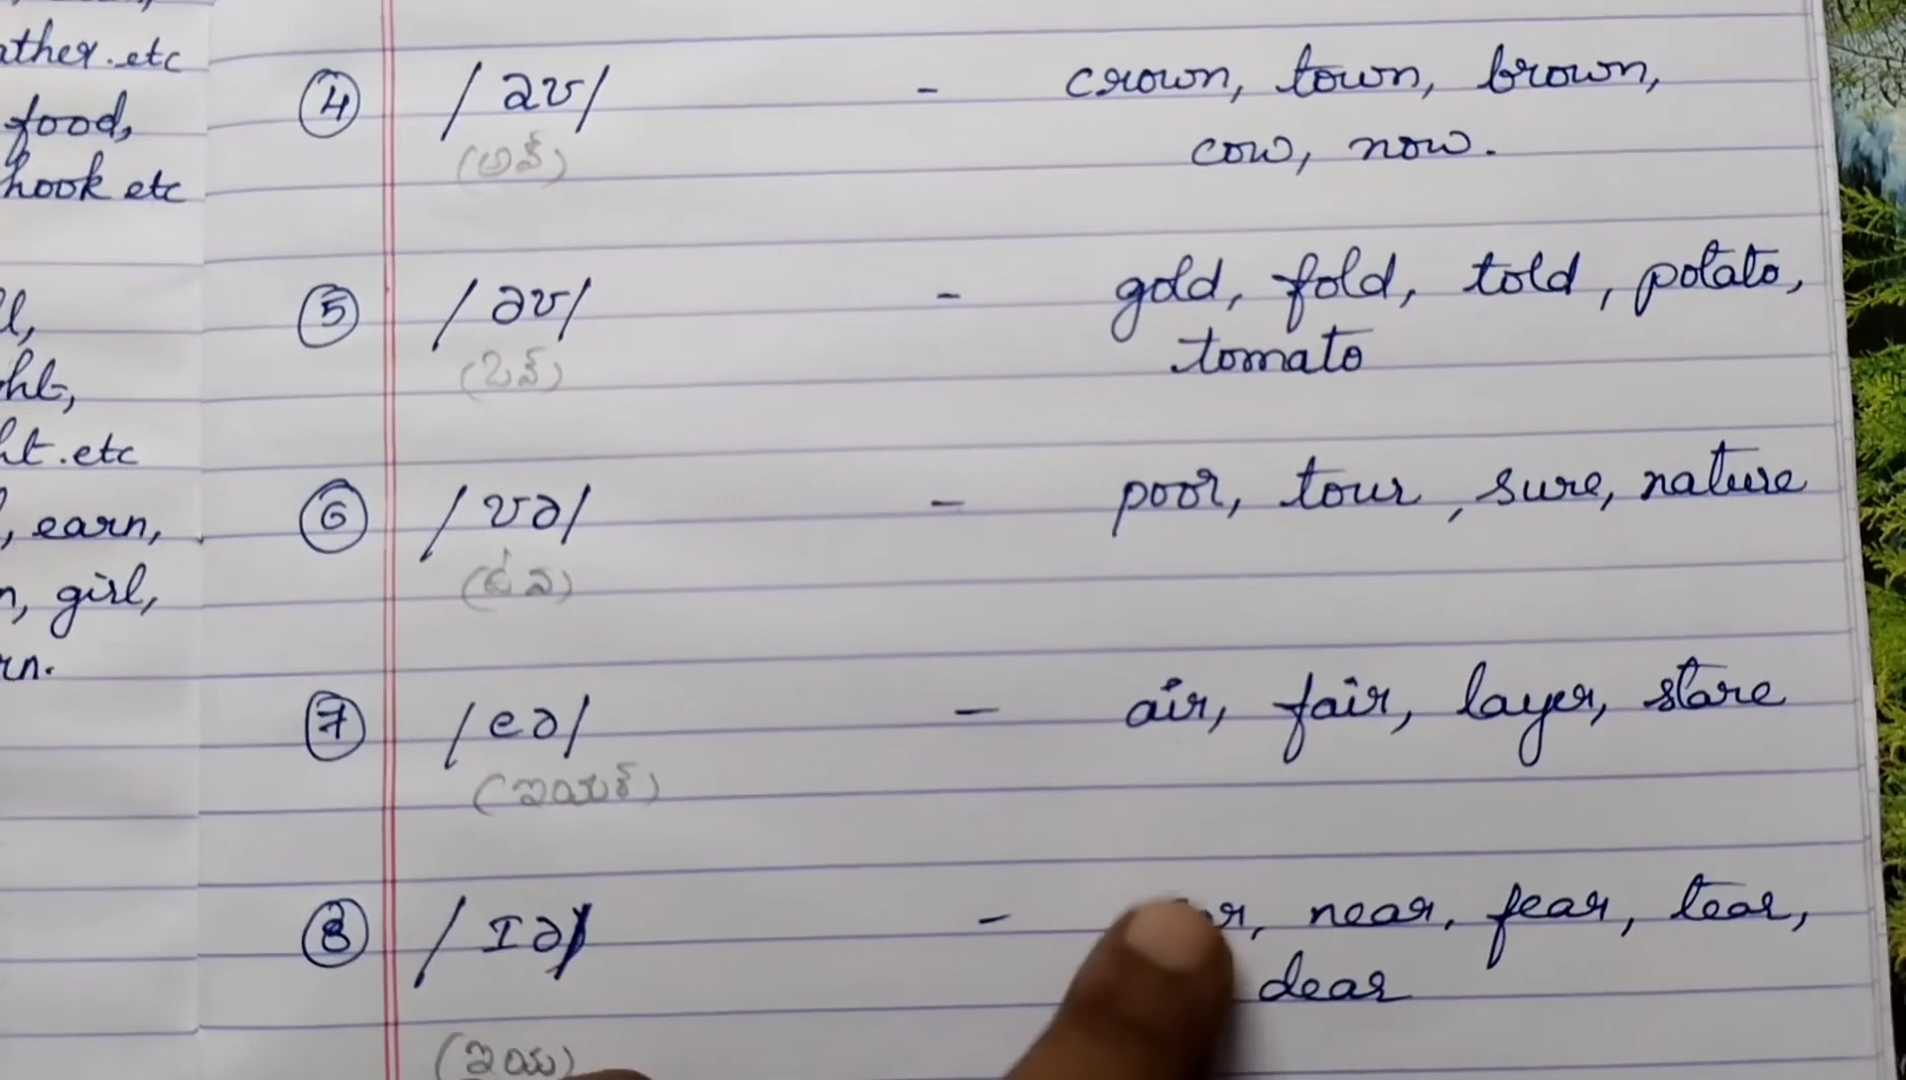 ather.etc
food,
hook etc
l,
ht,
ht.etc
, earn,
n, girl,
rn.
④ /aʊ/ - crown, town, brown,
(ಅವ್) cow, now.
⑤ /əʊ/ - gold, fold, told, potato,
(ಒವ್) tomato
⑥ /ʊə/ - poor, tour, sure, nature
⑦ /eə/ - air, fair, layer, stare
⑧ /ɪə/ - near, fear, tear,
dear